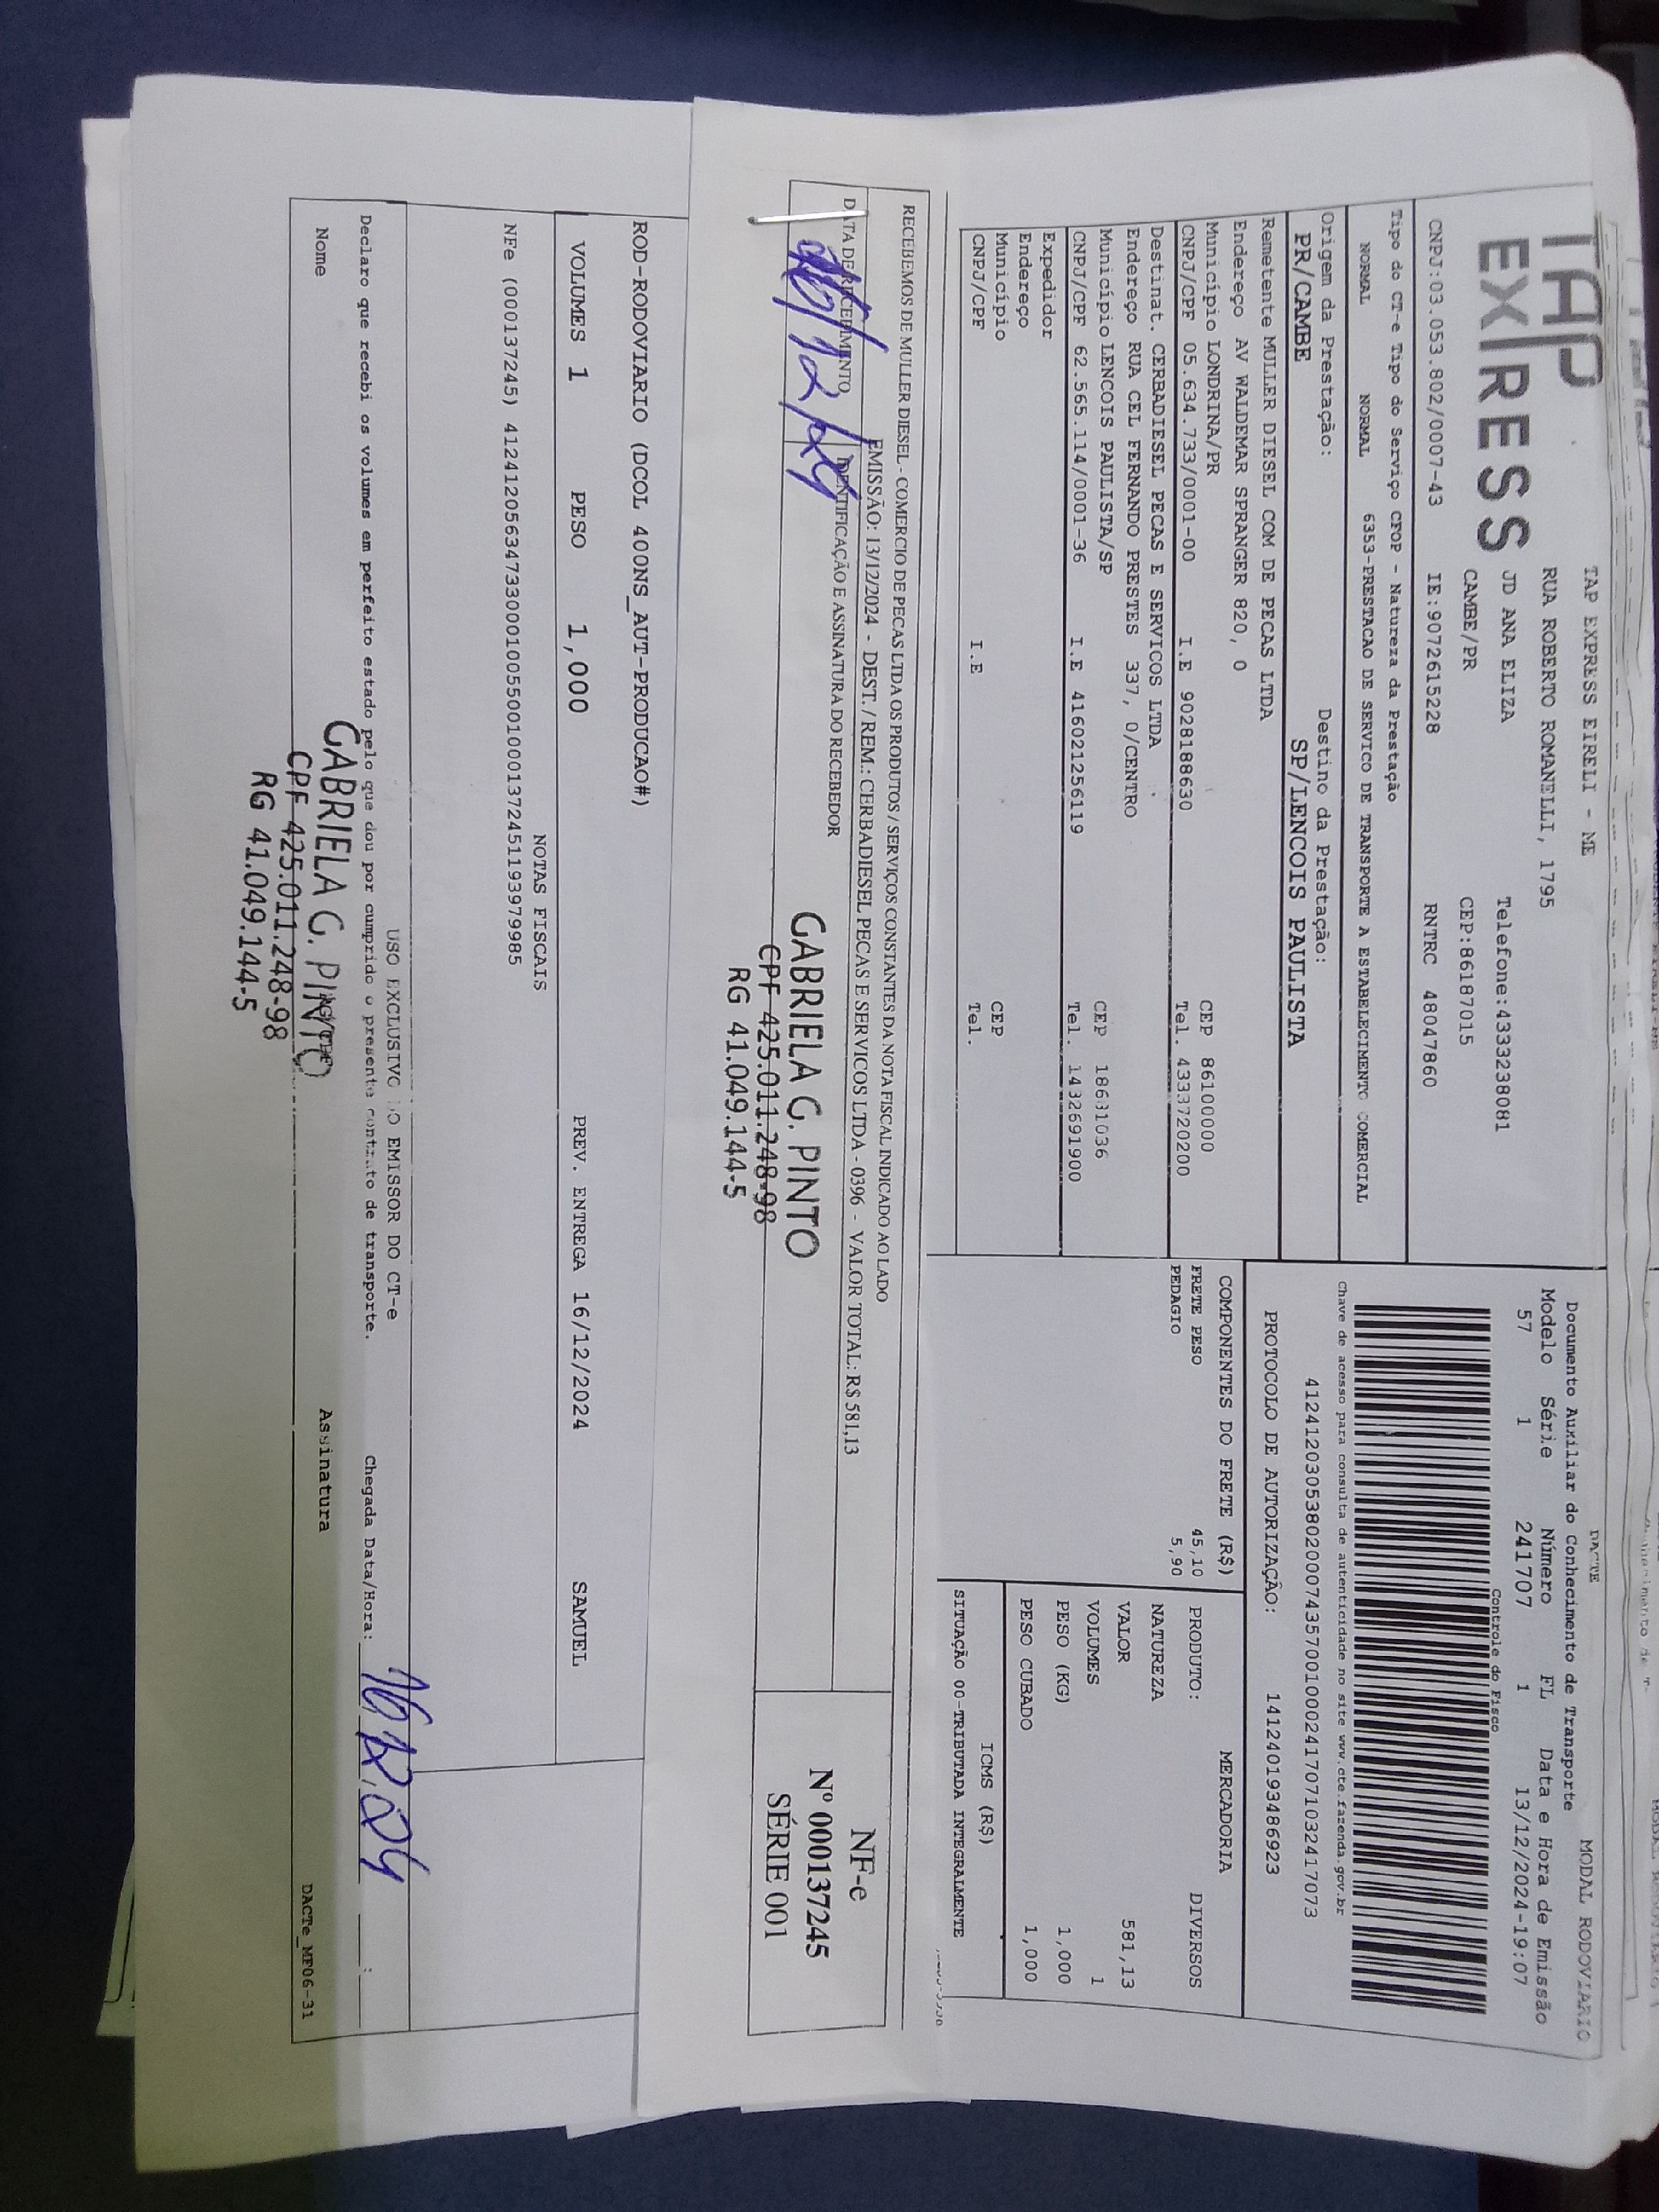 TAP
EXPRESS
TAP EXPRESS EIRELI - ME
RUA ROBERTO ROMANELLI, 1795
JD ANA ELIZA Telefone:4333238081
CAMBE/PR CEP:86187015
CNPJ:03.053.802/0007-43 IE:9072615228 RNTRC 48047860
DACTE MODAL RODOVIARIO
Documento Auxiliar do Conhecimento de Transporte
Modelo Série Número FL Data e Hora de Emissão
57 1 241707 1 13/12/2024-19:07
Controle do Fisco
Tipo do CT-e Tipo do Serviço CFOP - Natureza da Prestação
NORMAL NORMAL 6353-PRESTACAO DE SERVICO DE TRANSPORTE A ESTABELECIMENTO COMERCIAL
Chave de acesso para consulta de autenticidade no site www.cte.fazenda.gov.br
41241203053802000743570010002417071032417073
Origem da Prestação: Destino da Prestação:
PR/CAMBE SP/LENCOIS PAULISTA
PROTOCOLO DE AUTORIZAÇÃO: 141240193486923
Remetente MULLER DIESEL COM DE PECAS LTDA
Endereço AV WALDEMAR SPRANGER 820, 0
Município LONDRINA/PR CEP 86100000
CNPJ/CPF 05.634.733/0001-00 I.E 9028188630 Tel. 4333720200
Destinat. CERBADIESEL PECAS E SERVICOS LTDA
Endereço RUA CEL FERNANDO PRESTES 337, 0/CENTRO
Município LENCOIS PAULISTA/SP CEP 18681036
CNPJ/CPF 62.565.114/0001-36 I.E 416021256119 Tel. 1432691900
Expedidor
Endereço
Município CEP
CNPJ/CPF I.E Tel.
COMPONENTES DO FRETE (R$)
FRETE PESO 45,10
PEDAGIO 5,90
MERCADORIA
PRODUTO: DIVERSOS
NATUREZA
VALOR 581,13
VOLUMES 1
PESO (KG) 1,000
PESO CUBADO 1,000
ICMS (R$)
SITUAÇÃO 00-TRIBUTADA INTEGRALMENTE
RECEBEMOS DE MULLER DIESEL - COMERCIO DE PECAS LTDA OS PRODUTOS / SERVIÇOS CONSTANTES DA NOTA FISCAL INDICADO AO LADO
EMISSÃO: 13/12/2024 - DEST. / REM.: CERBADIESEL PECAS E SERVICOS LTDA - 0396 - VALOR TOTAL: R$ 581,13
DATA DE RECEBIMENTO IDENTIFICAÇÃO E ASSINATURA DO RECEBEDOR
16/12/24
GABRIELA G. PINTO
CPF 425.011.248-98
RG 41.049.144-5
NF-e
Nº 000137245
SÉRIE 001
ROD-RODOVIARIO (DCOL 400NS_AUT-PRODUCAO#)
VOLUMES 1 PESO 1,000 PREV. ENTREGA 16/12/2024 SAMUEL
NOTAS FISCAIS
NFe (000137245) 41241205634733000100550010001372451193979985
USO EXCLUSIVO DO EMISSOR DO CT-e
Declaro que recebi os volumes em perfeito estado pelo que dou por cumprido o presente contrato de transporte. Chegada Data/Hora: 16/12/24 :
Nome Assinatura
GABRIELA G. PINTO
CPF 425.011.248-98
RG 41.049.144-5
DACTe_MF06-31